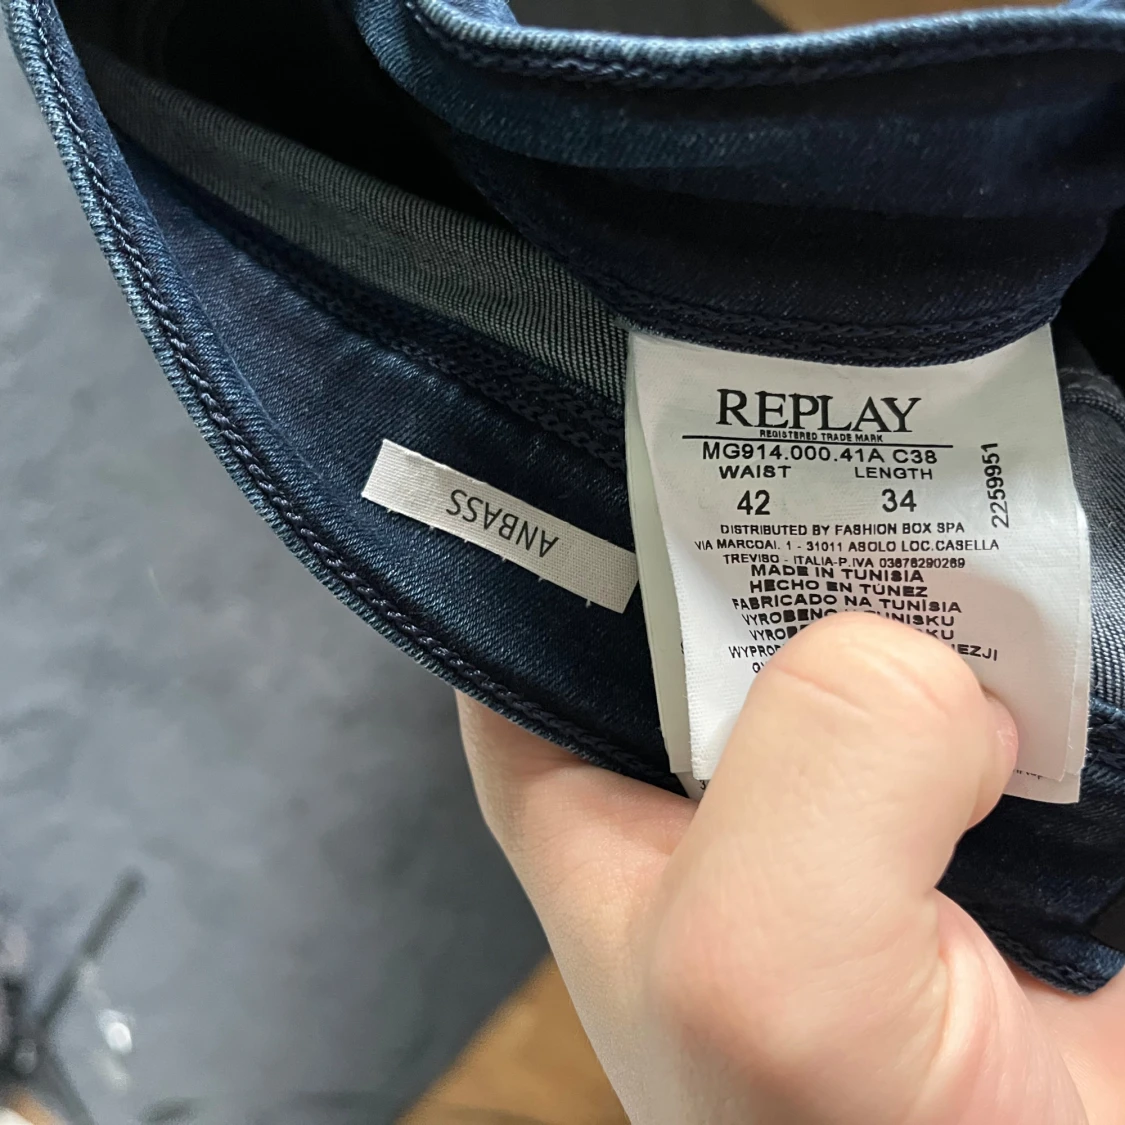 REPLAY
REGISTERED TRADE MARK
MG914.000.41A C38
WAIST LENGTH
42 34
2259951
DISTRIBUTED BY FASHION BOX SPA
VIA MARCOAI. 1 - 31011 ASOLO LOC.CASELLA
TREVISO - ITALIA-P.IVA 03676290269
MADE IN TUNISIA
HECHO EN TÚNEZ
FABRICADO NA TUNÍSIA
TUNISKU
ANBASS